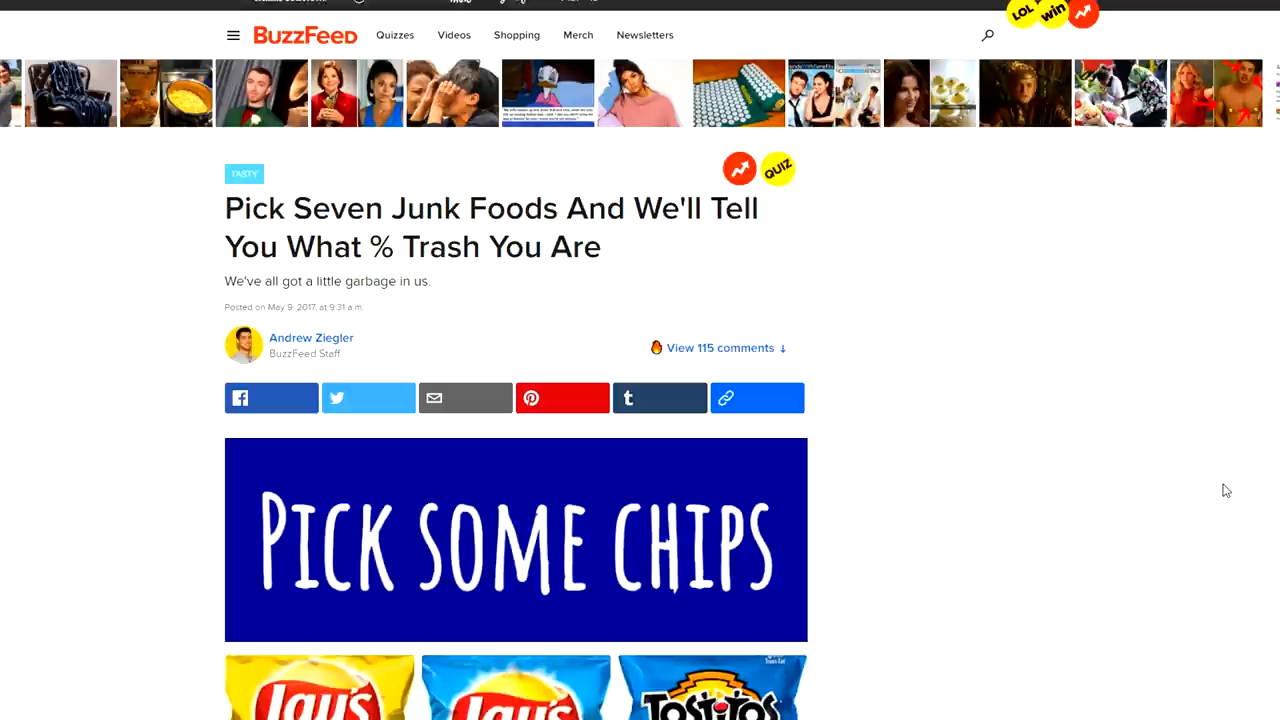 LOL
win
BuzzFeed
Quizzes
Videos
Shopping
Merch
Newsletters
TASTY
QUIZ
Pick Seven Junk Foods And We'll Tell
You What % Trash You Are
We've all got a little garbage in us.
Posted on May 9, 2017, at 9:31 a.m.
Andrew Ziegler
BuzzFeed Staff
View 115 comments ↓
PICK SOME CHIPS
Lay's
Lay's
TOSTITOS